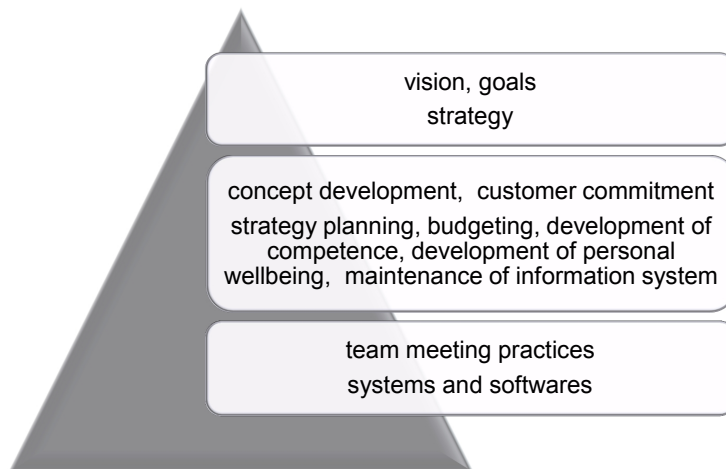 vision, goals
strategy
concept development, customer commitment
strategy planning, budgeting, development of
competence, development of personal
wellbeing, maintenance of information system
team meeting practices
systems and softwares